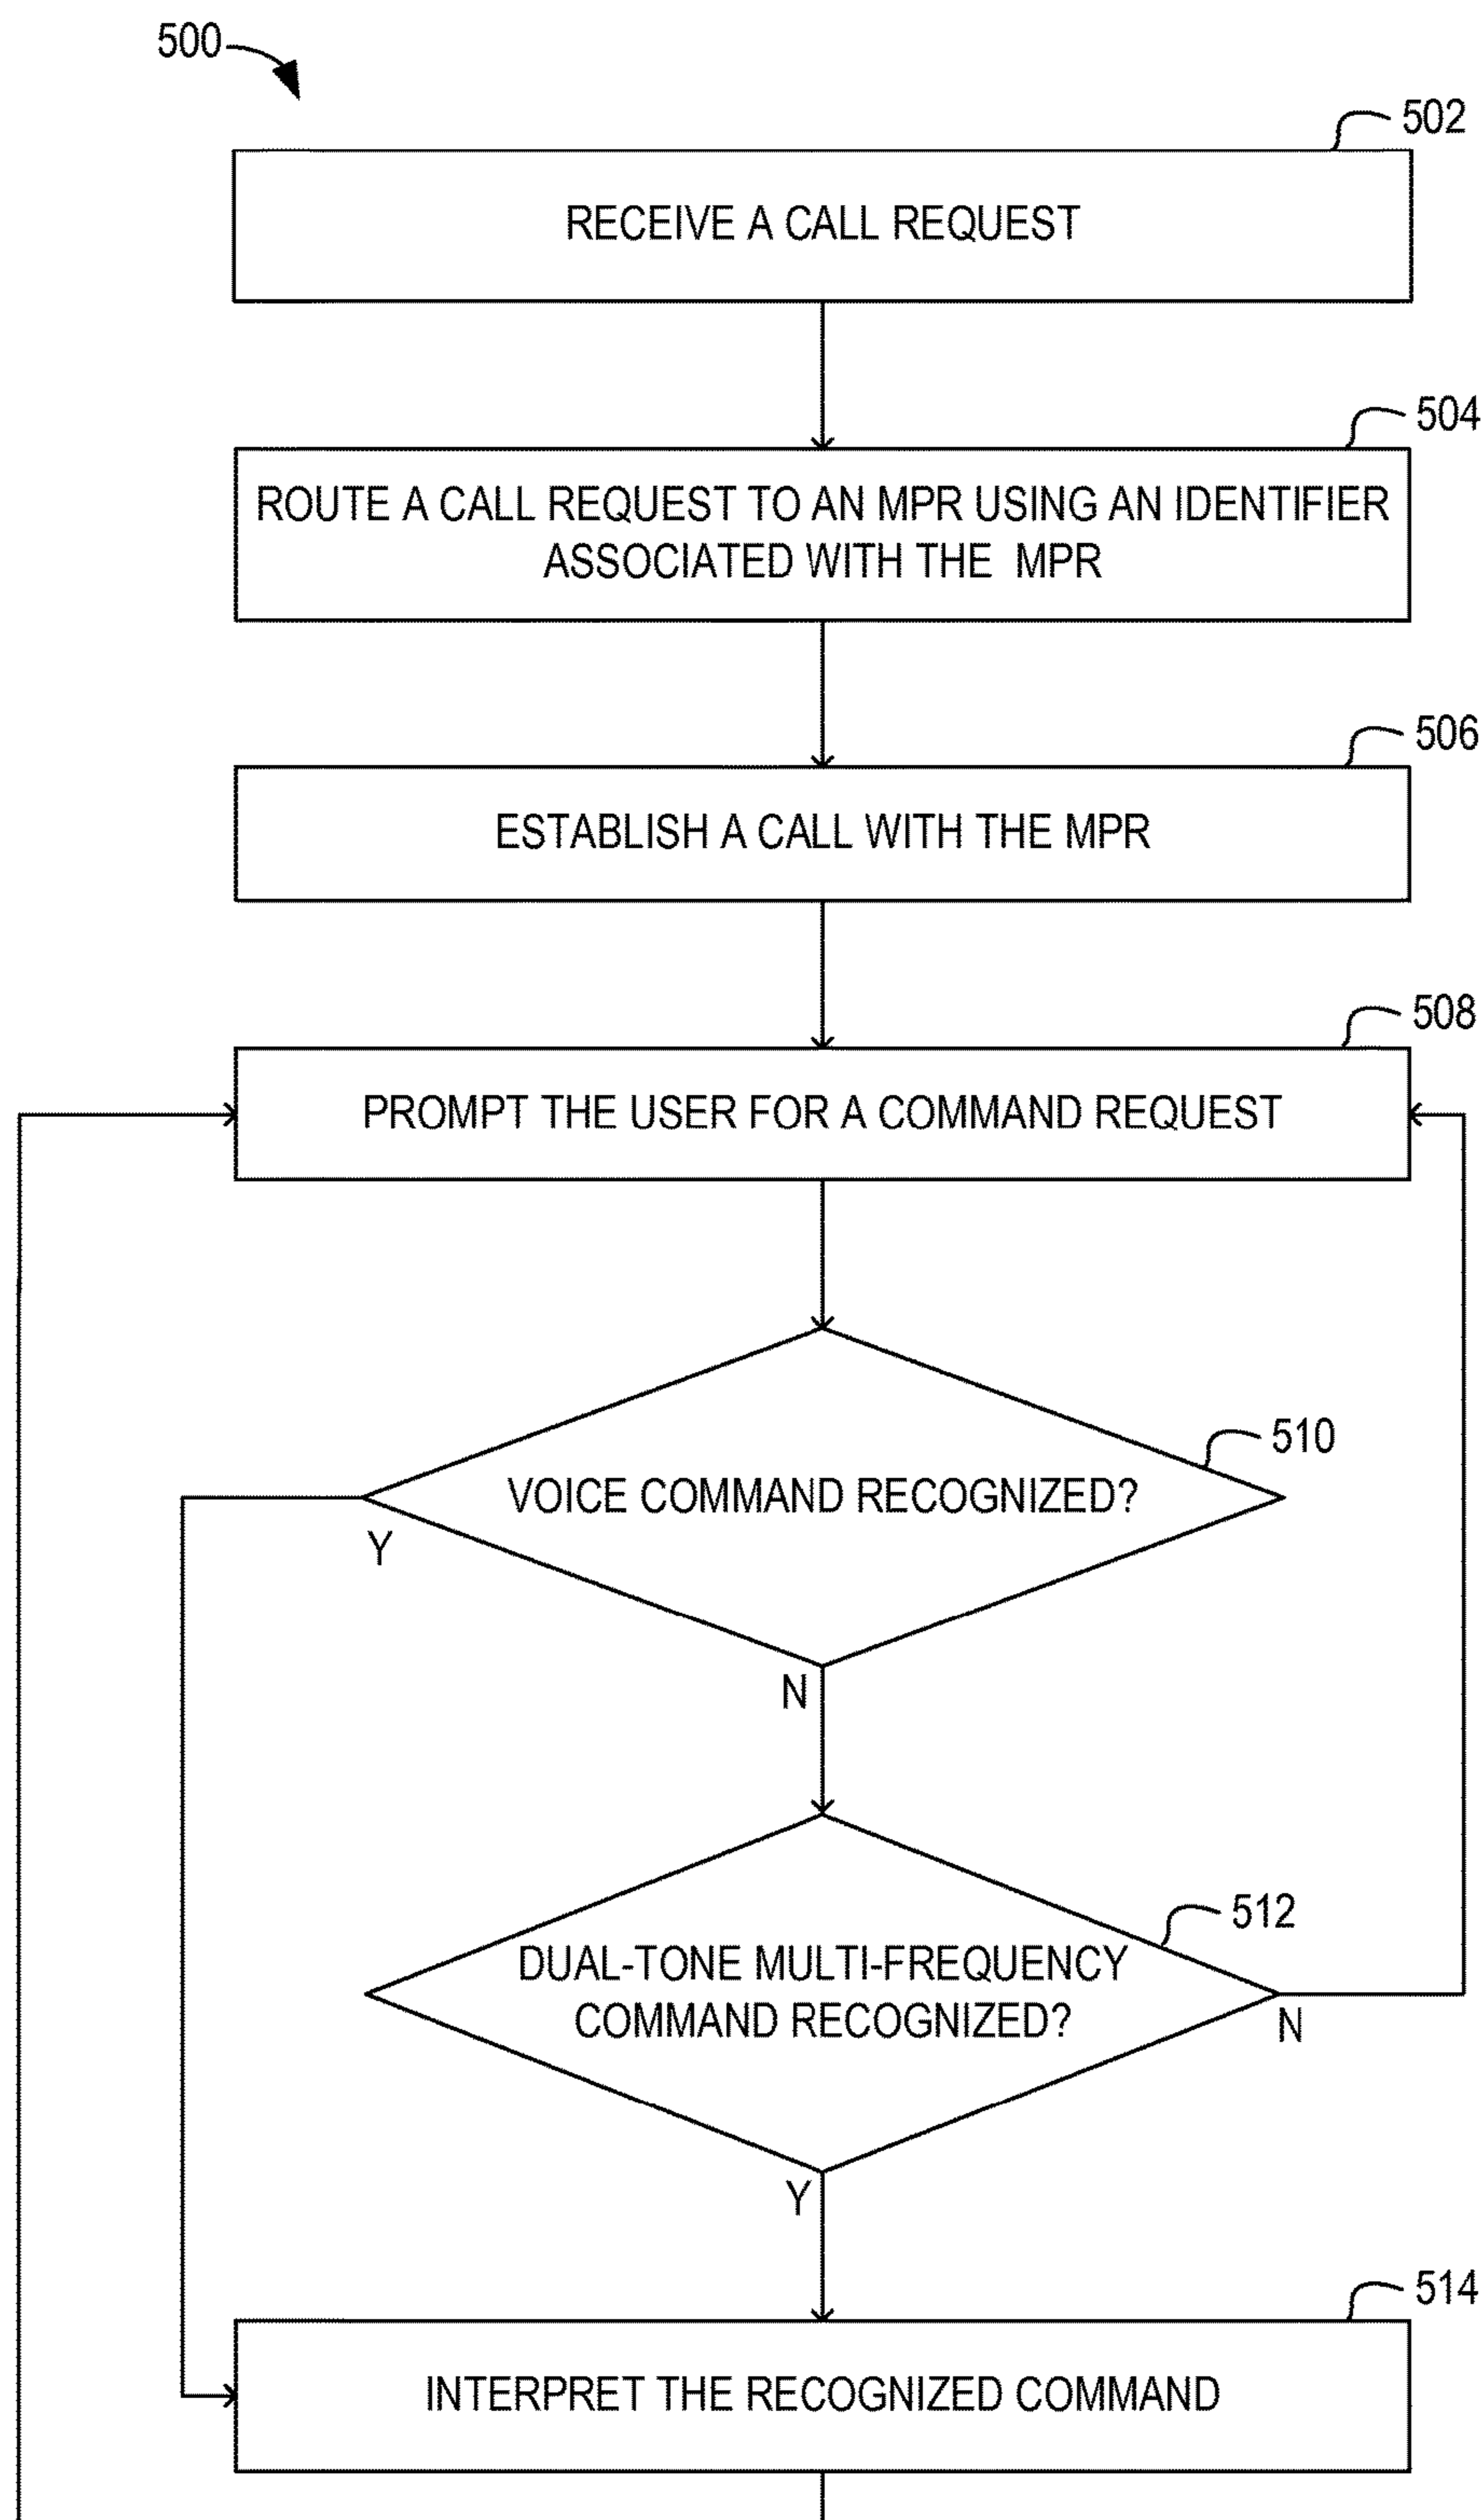 500
502
RECEIVE A CALL REQUEST
504
ROUTE A CALL REQUEST TO AN MPR USING AN IDENTIFIER
ASSOCIATED WITH THE MPR
506
ESTABLISH A CALL WITH THE MPR
508
PROMPT THE USER FOR A COMMAND REQUEST
510
VOICE COMMAND RECOGNIZED?
Y
N
512
DUAL-TONE MULTI-FREQUENCY
COMMAND RECOGNIZED?
N
Y
514
INTERPRET THE RECOGNIZED COMMAND